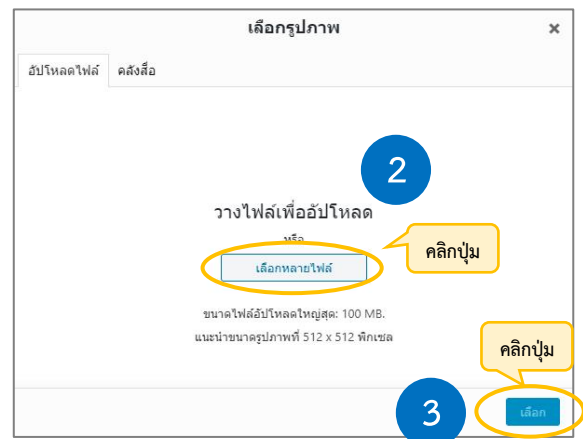 เลือกรูปภาพ ×
อัปโหลดไฟล์ คลังสื่อ
2
วางไฟล์เพื่ออัปโหลด
หรือ
คลิกปุ่ม
เลือกหลายไฟล์
ขนาดไฟล์อัปโหลดใหญ่สุด: 100 MB.
แนะนำขนาดรูปภาพที่ 512 x 512 พิกเซล
คลิกปุ่ม
3
เลือก